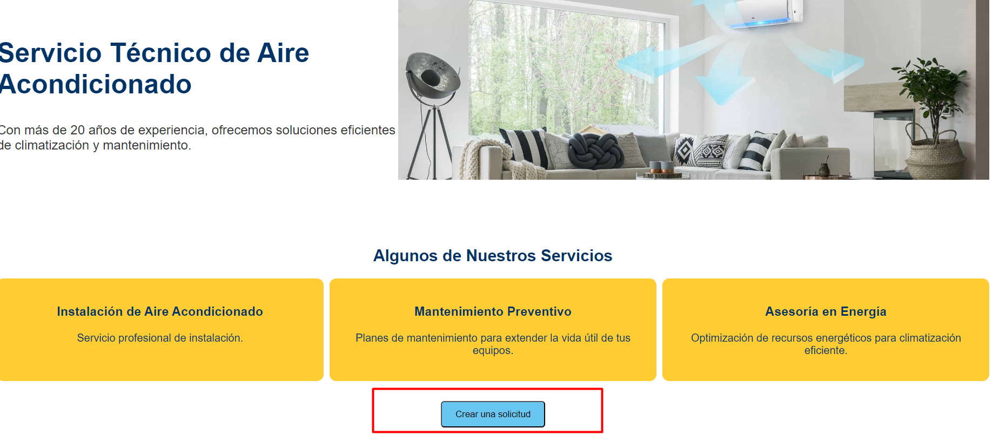 Servicio Técnico de Aire
Acondicionado
Con más de 20 años de experiencia, ofrecemos soluciones eficientes
de climatización y mantenimiento.
Algunos de Nuestros Servicios
Instalación de Aire Acondicionado
Servicio profesional de instalación.
Mantenimiento Preventivo
Planes de mantenimiento para extender la vida útil de tus
equipos.
Asesoría en Energía
Optimización de recursos energéticos para climatización
eficiente.
Crear una solicitud